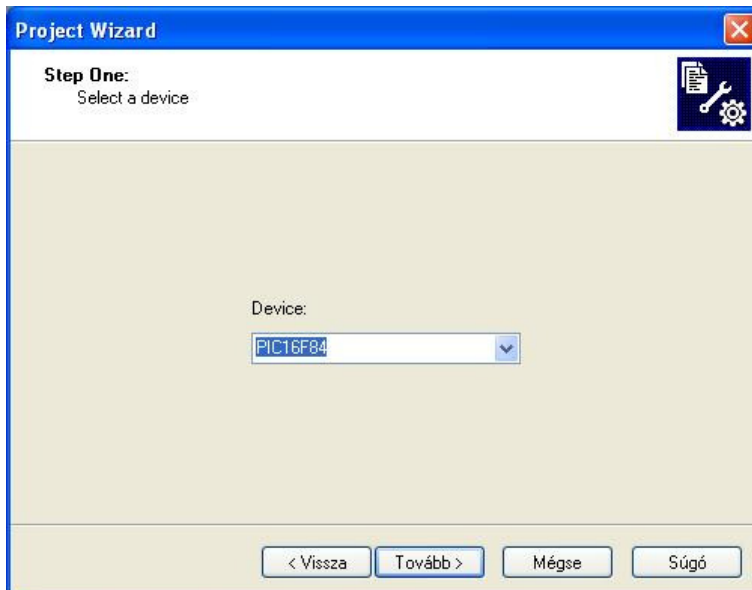 Project Wizard
Step One:
Select a device
Device:
PIC16F84
< Vissza Tovább > Mégse Súgó